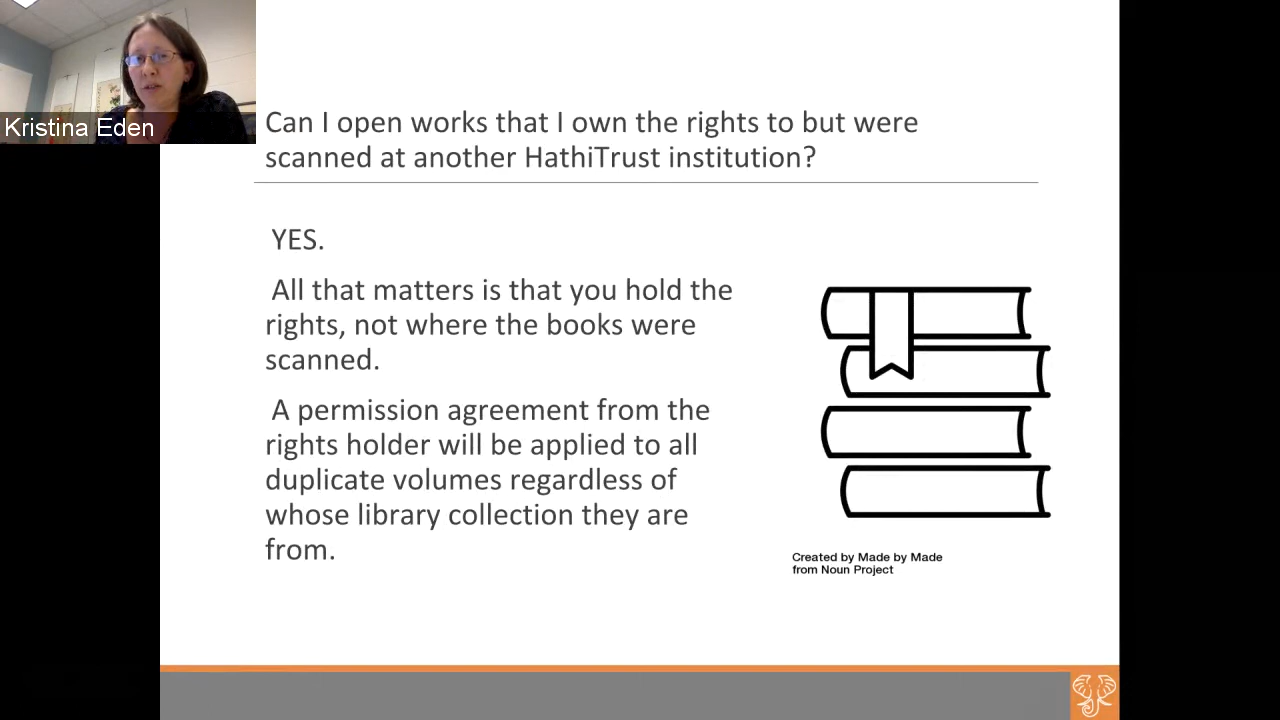 Kristina Eden
Can I open works that I own the rights to but were
scanned at another HathiTrust institution?
YES.
All that matters is that you hold the
rights, not where the books were
scanned.
A permission agreement from the
rights holder will be applied to all
duplicate volumes regardless of
whose library collection they are
from.
Created by Made by Made
from Noun Project